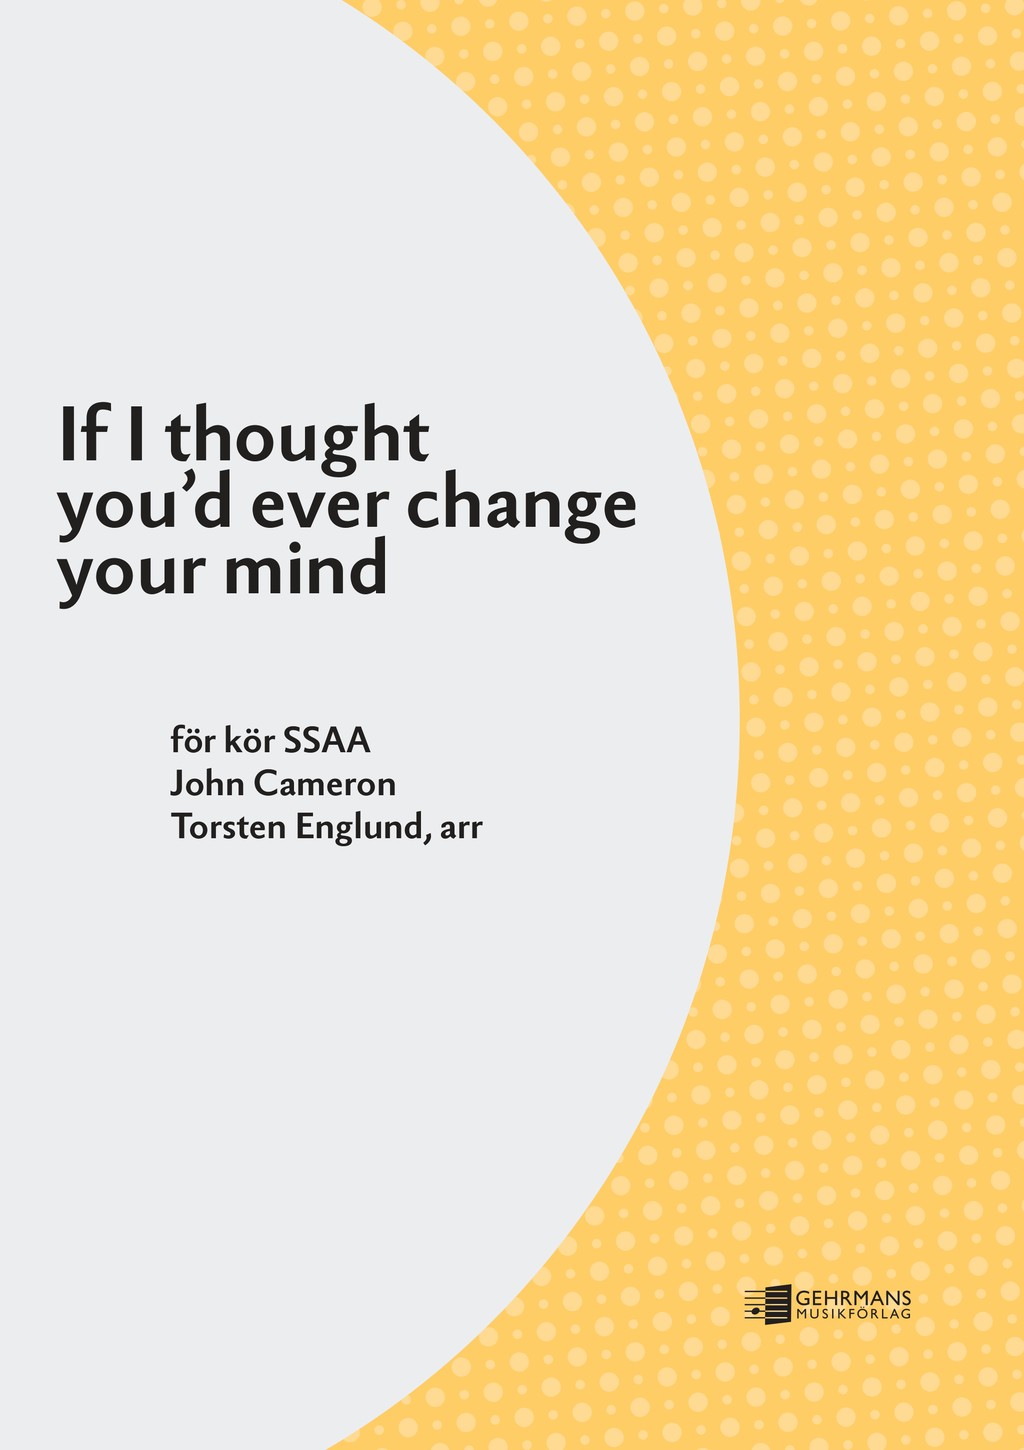 If I thought
you’d ever change
your mind
för kör SSAA
John Cameron
Torsten Englund, arr
GEHRMANS
MUSIKFÖRLAG